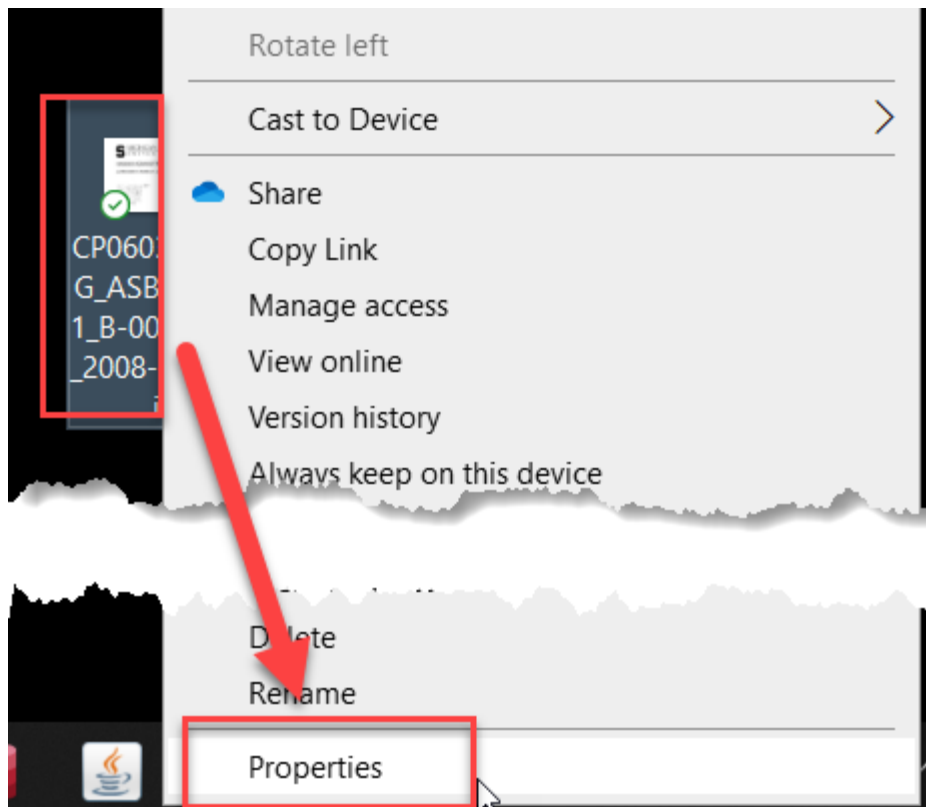 Rotate left
Cast to Device
Share
Copy Link
Manage access
View online
Version history
Always keep on this device
CP060
G_ASB
1_B-00
_2008-
Delete
Rename
Properties